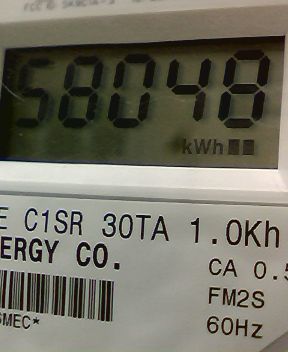 58048
kWh
E C1SR 30TA 1.0Kh
ERGY CO.
CA 0.5
FM2S
60Hz
SMEC*